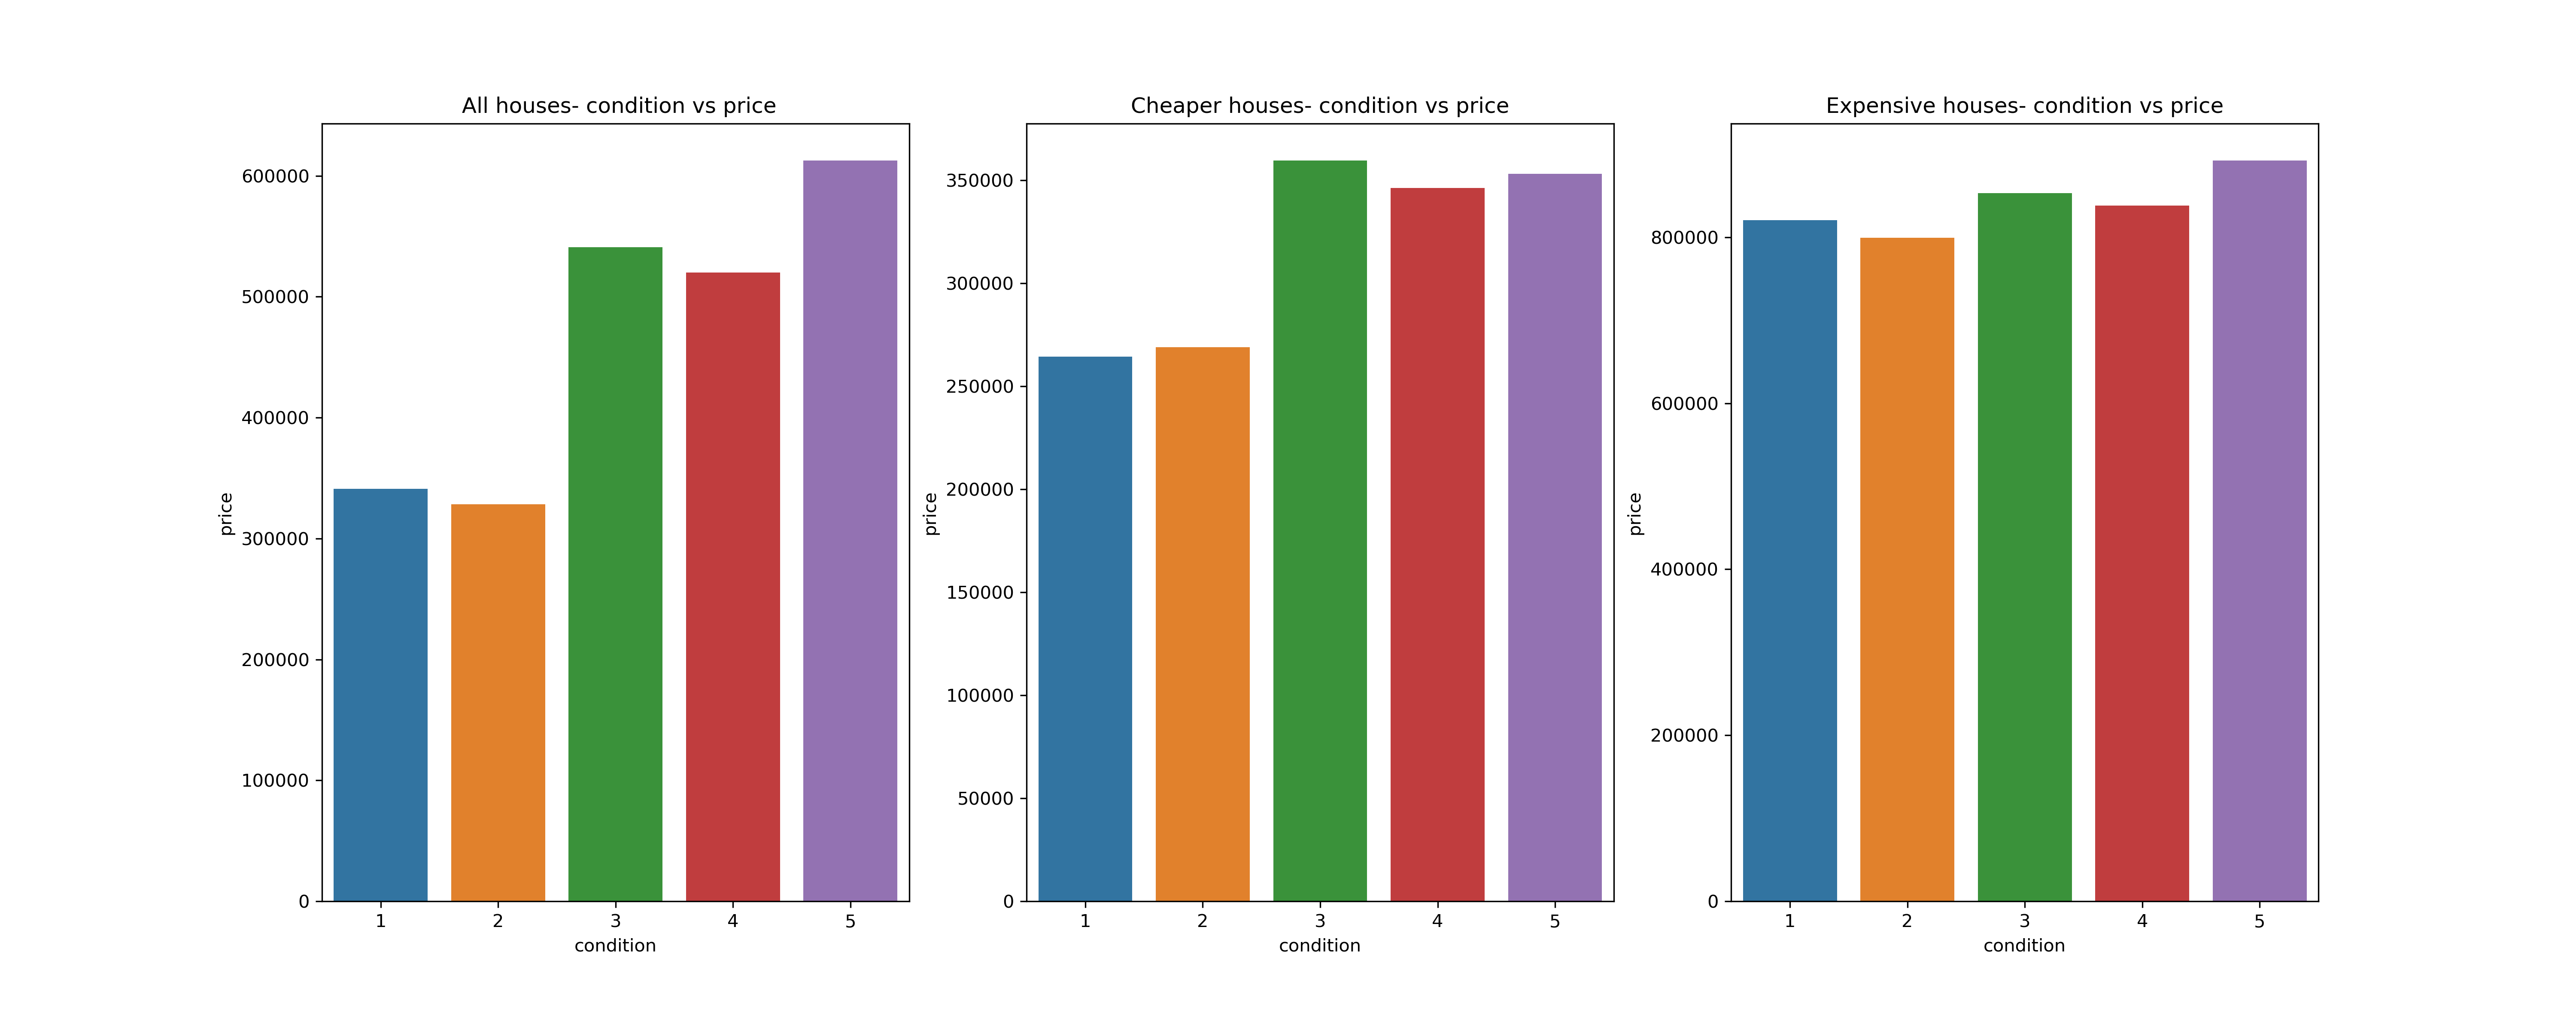 All houses- condition vs price
600000
500000
400000
300000
200000
100000
0
price
1 2 3 4 5
condition
Cheaper houses- condition vs price
350000
300000
250000
200000
150000
100000
50000
0
price
1 2 3 4 5
condition
Expensive houses- condition vs price
800000
600000
400000
200000
0
price
1 2 3 4 5
condition